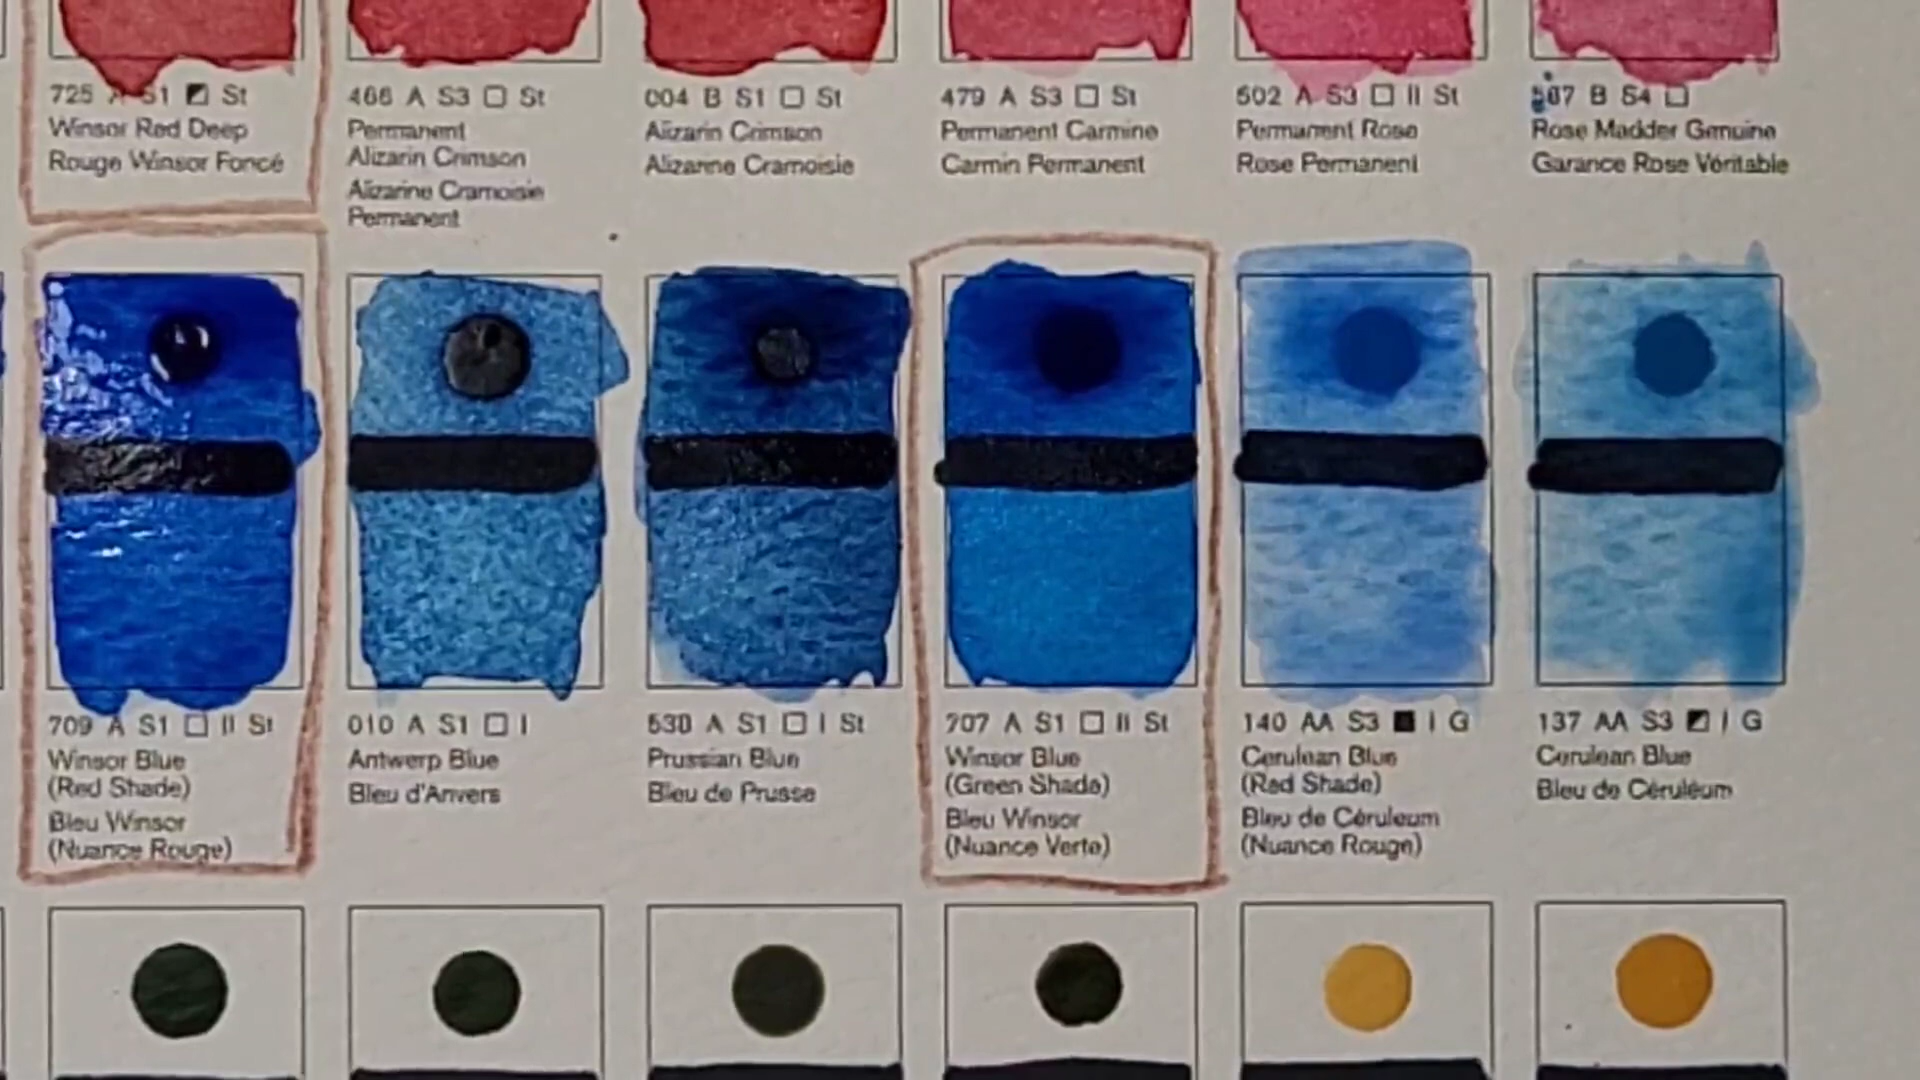 725 A S1 ◩ St
Winsor Red Deep
Rouge Winsor Foncé
466 A S3 □ St
Permanent
Alizarin Crimson
Alizarine Cramoisie
Permanent
004 B S1 □ St
Alizarin Crimson
Alizarine Cramoisie
479 A S3 □ St
Permanent Carmine
Carmin Permanent
502 A S3 □ II St
Permanent Rose
Rose Permanent
587 B S4 □
Rose Madder Genuine
Garance Rose Véritable
709 A S1 □ II St
Winsor Blue
(Red Shade)
Bleu Winsor
(Nuance Rouge)
010 A S1 □ I
Antwerp Blue
Bleu d'Anvers
538 A S1 □ I St
Prussian Blue
Bleu de Prusse
707 A S1 □ II St
Winsor Blue
(Green Shade)
Bleu Winsor
(Nuance Verte)
140 AA S3 ■ I G
Cerulean Blue
(Red Shade)
Bleu de Céruleum
(Nuance Rouge)
137 AA S3 ◩ I G
Cerulean Blue
Bleu de Céruléum